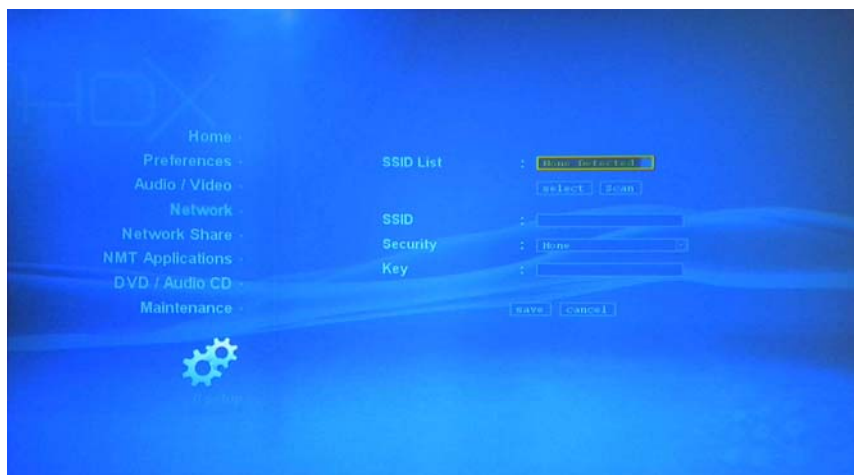 HDX
Home
Preferences
Audio / Video
Network
Network Share
NMT Applications
DVD / Audio CD
Maintenance
SSID List :
None Detected
select Scan
SSID :
Security : None
Key :
save cancel